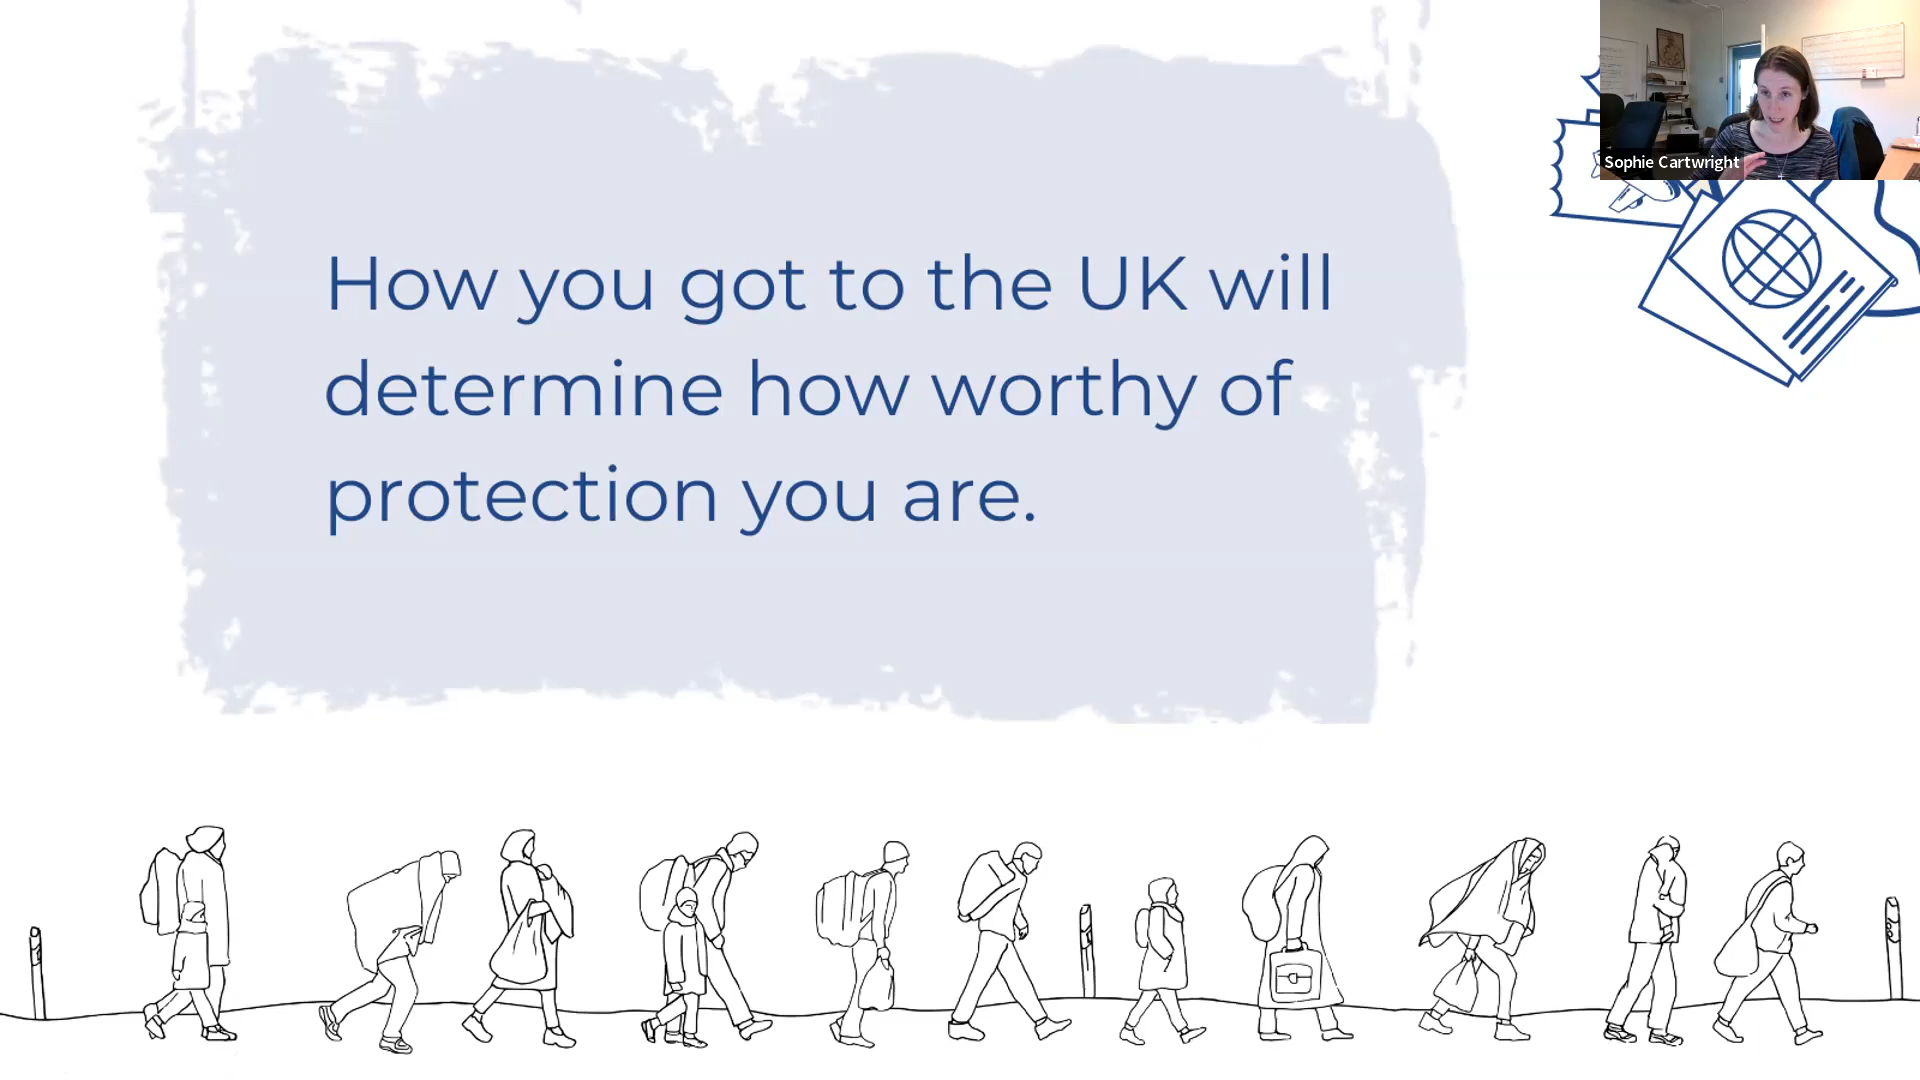 How you got to the UK will
determine how worthy of
protection you are.
Sophie Cartwright